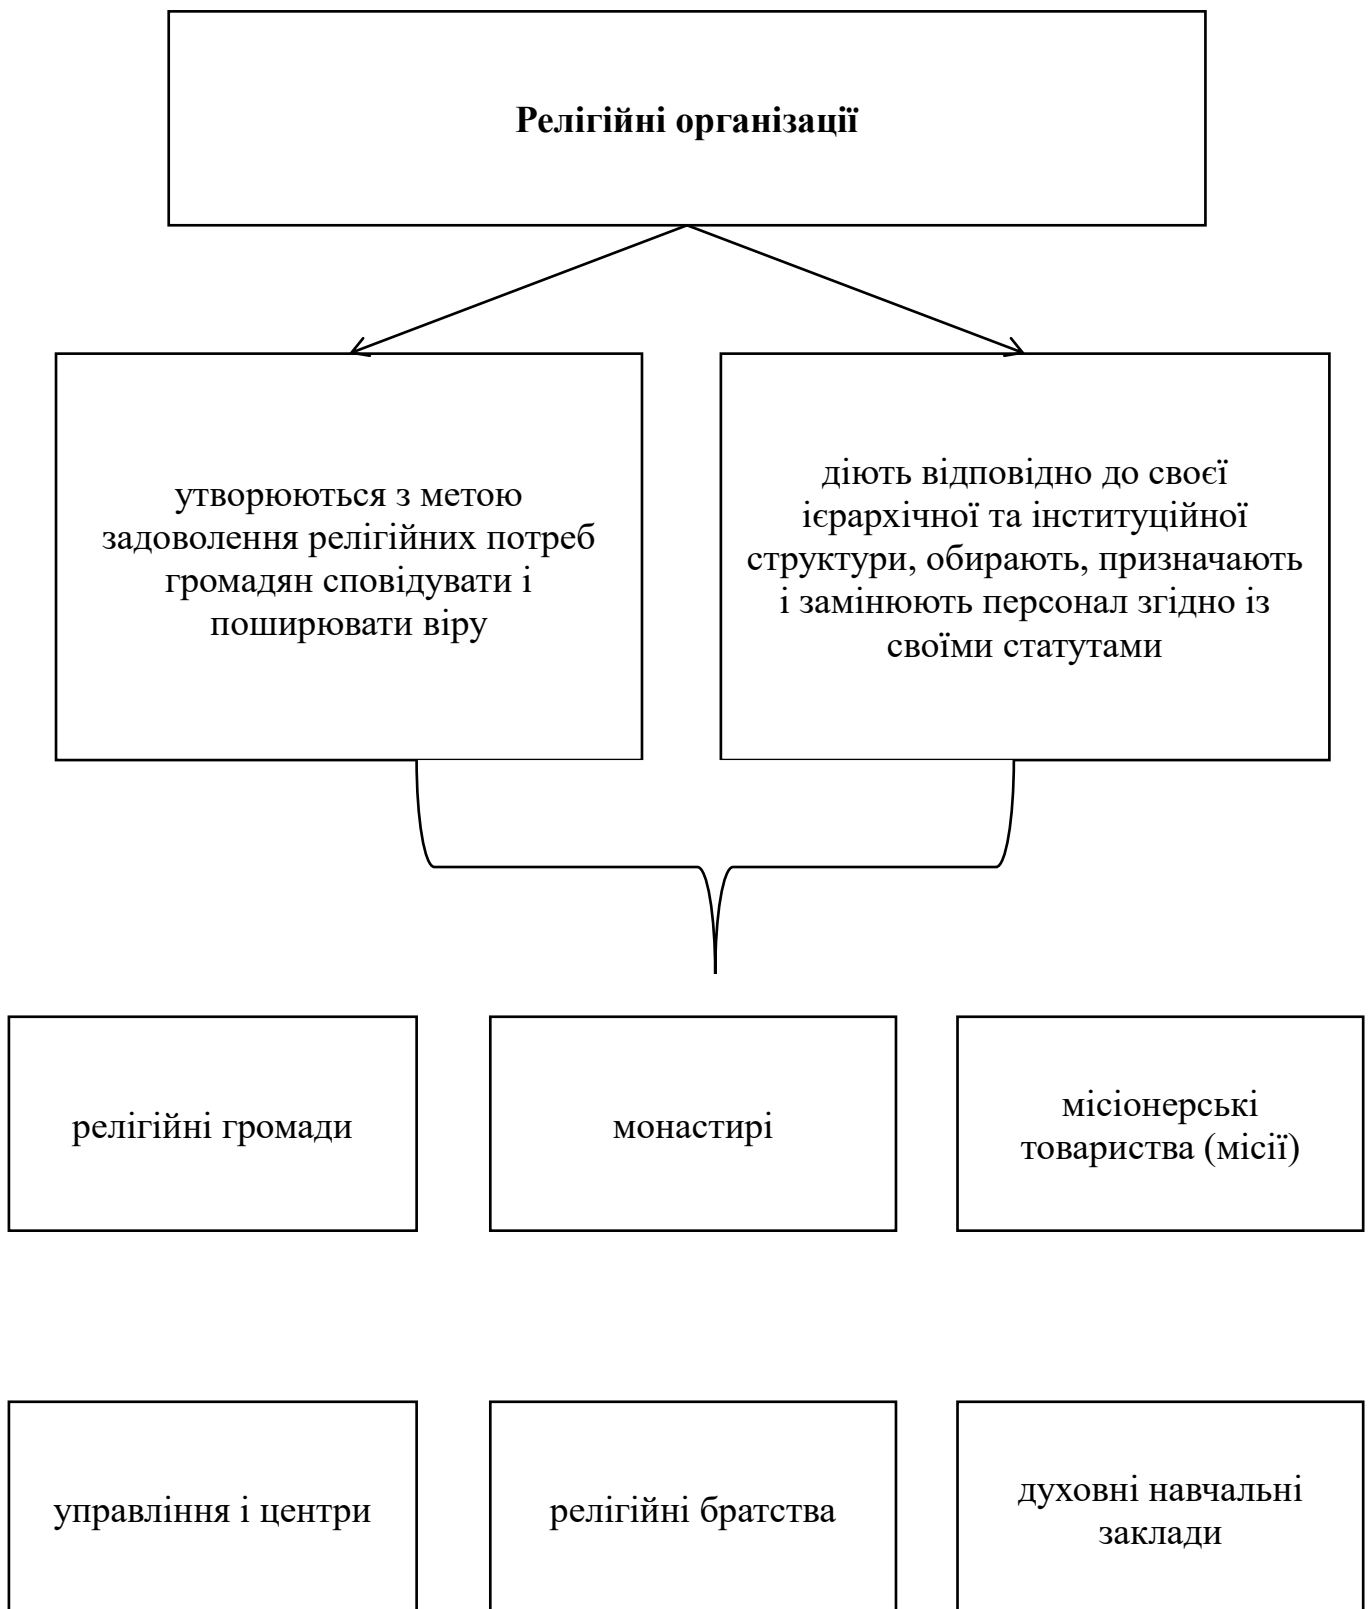 Релігійні організації
утворюються з метою
задоволення релігійних потреб
громадян сповідувати і
поширювати віру
діють відповідно до своєї
ієрархічної та інституційної
структури, обирають, призначають
і замінюють персонал згідно із
своїми статутами
релігійні громади
монастирі
місіонерські
товариства (місії)
управління і центри
релігійні братства
духовні навчальні
заклади